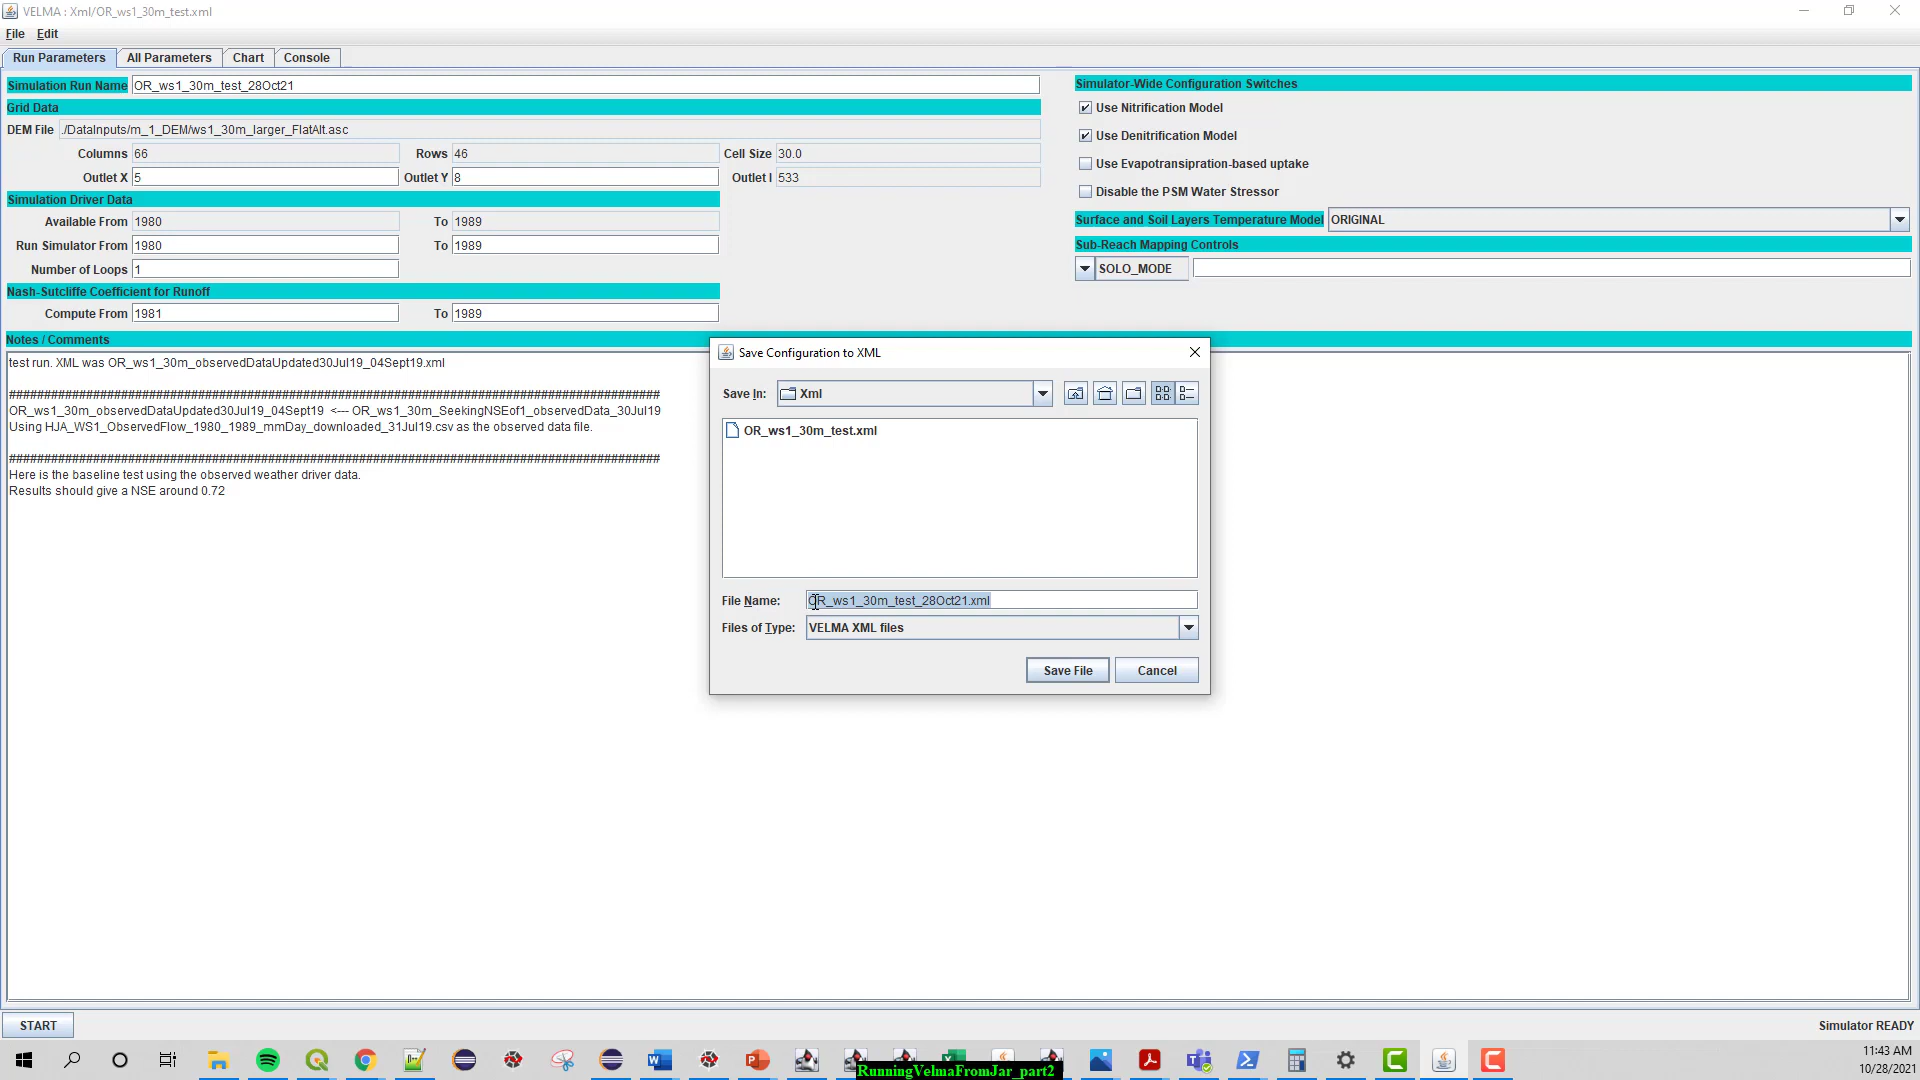 VELMA : Xml/OR_ws1_30m_test.xml
File Edit
Run Parameters All Parameters Chart Console
Simulation Run Name OR_ws1_30m_test_28Oct21
Grid Data
DEM File ./DataInputs/m_1_DEM/ws1_30m_larger_FlatAlt.asc
Columns 66 Rows 46 Cell Size 30.0
Outlet X 5 Outlet Y 8 Outlet I 533
Simulation Driver Data
Available From 1980 To 1989
Run Simulator From 1980 To 1989
Number of Loops 1
Nash-Sutcliffe Coefficient for Runoff
Compute From 1981 To 1989
Simulator-Wide Configuration Switches
Use Nitrification Model
Use Denitrification Model
Use Evapotransipration-based uptake
Disable the PSM Water Stressor
Surface and Soil Layers Temperature Model ORIGINAL
Sub-Reach Mapping Controls
SOLO_MODE
Notes / Comments
test run. XML was OR_ws1_30m_observedDataUpdated30Jul19_04Sept19.xml
#############################################################################################
OR_ws1_30m_observedDataUpdated30Jul19_04Sept19 <--- OR_ws1_30m_SeekingNSEof1_observedData_30Jul19
Using HJA_WS1_ObservedFlow_1980_1989_mmDay_downloaded_31Jul19.csv as the observed data file.
#############################################################################################
Here is the baseline test using the observed weather driver data.
Results should give a NSE around 0.72
Save Configuration to XML
Save In: Xml
OR_ws1_30m_test.xml
File Name: OR_ws1_30m_test_28Oct21.xml
Files of Type: VELMA XML files
Save File Cancel
START
Simulator READY
RunningVelmaFromJar_part2
11:43 AM
10/28/2021